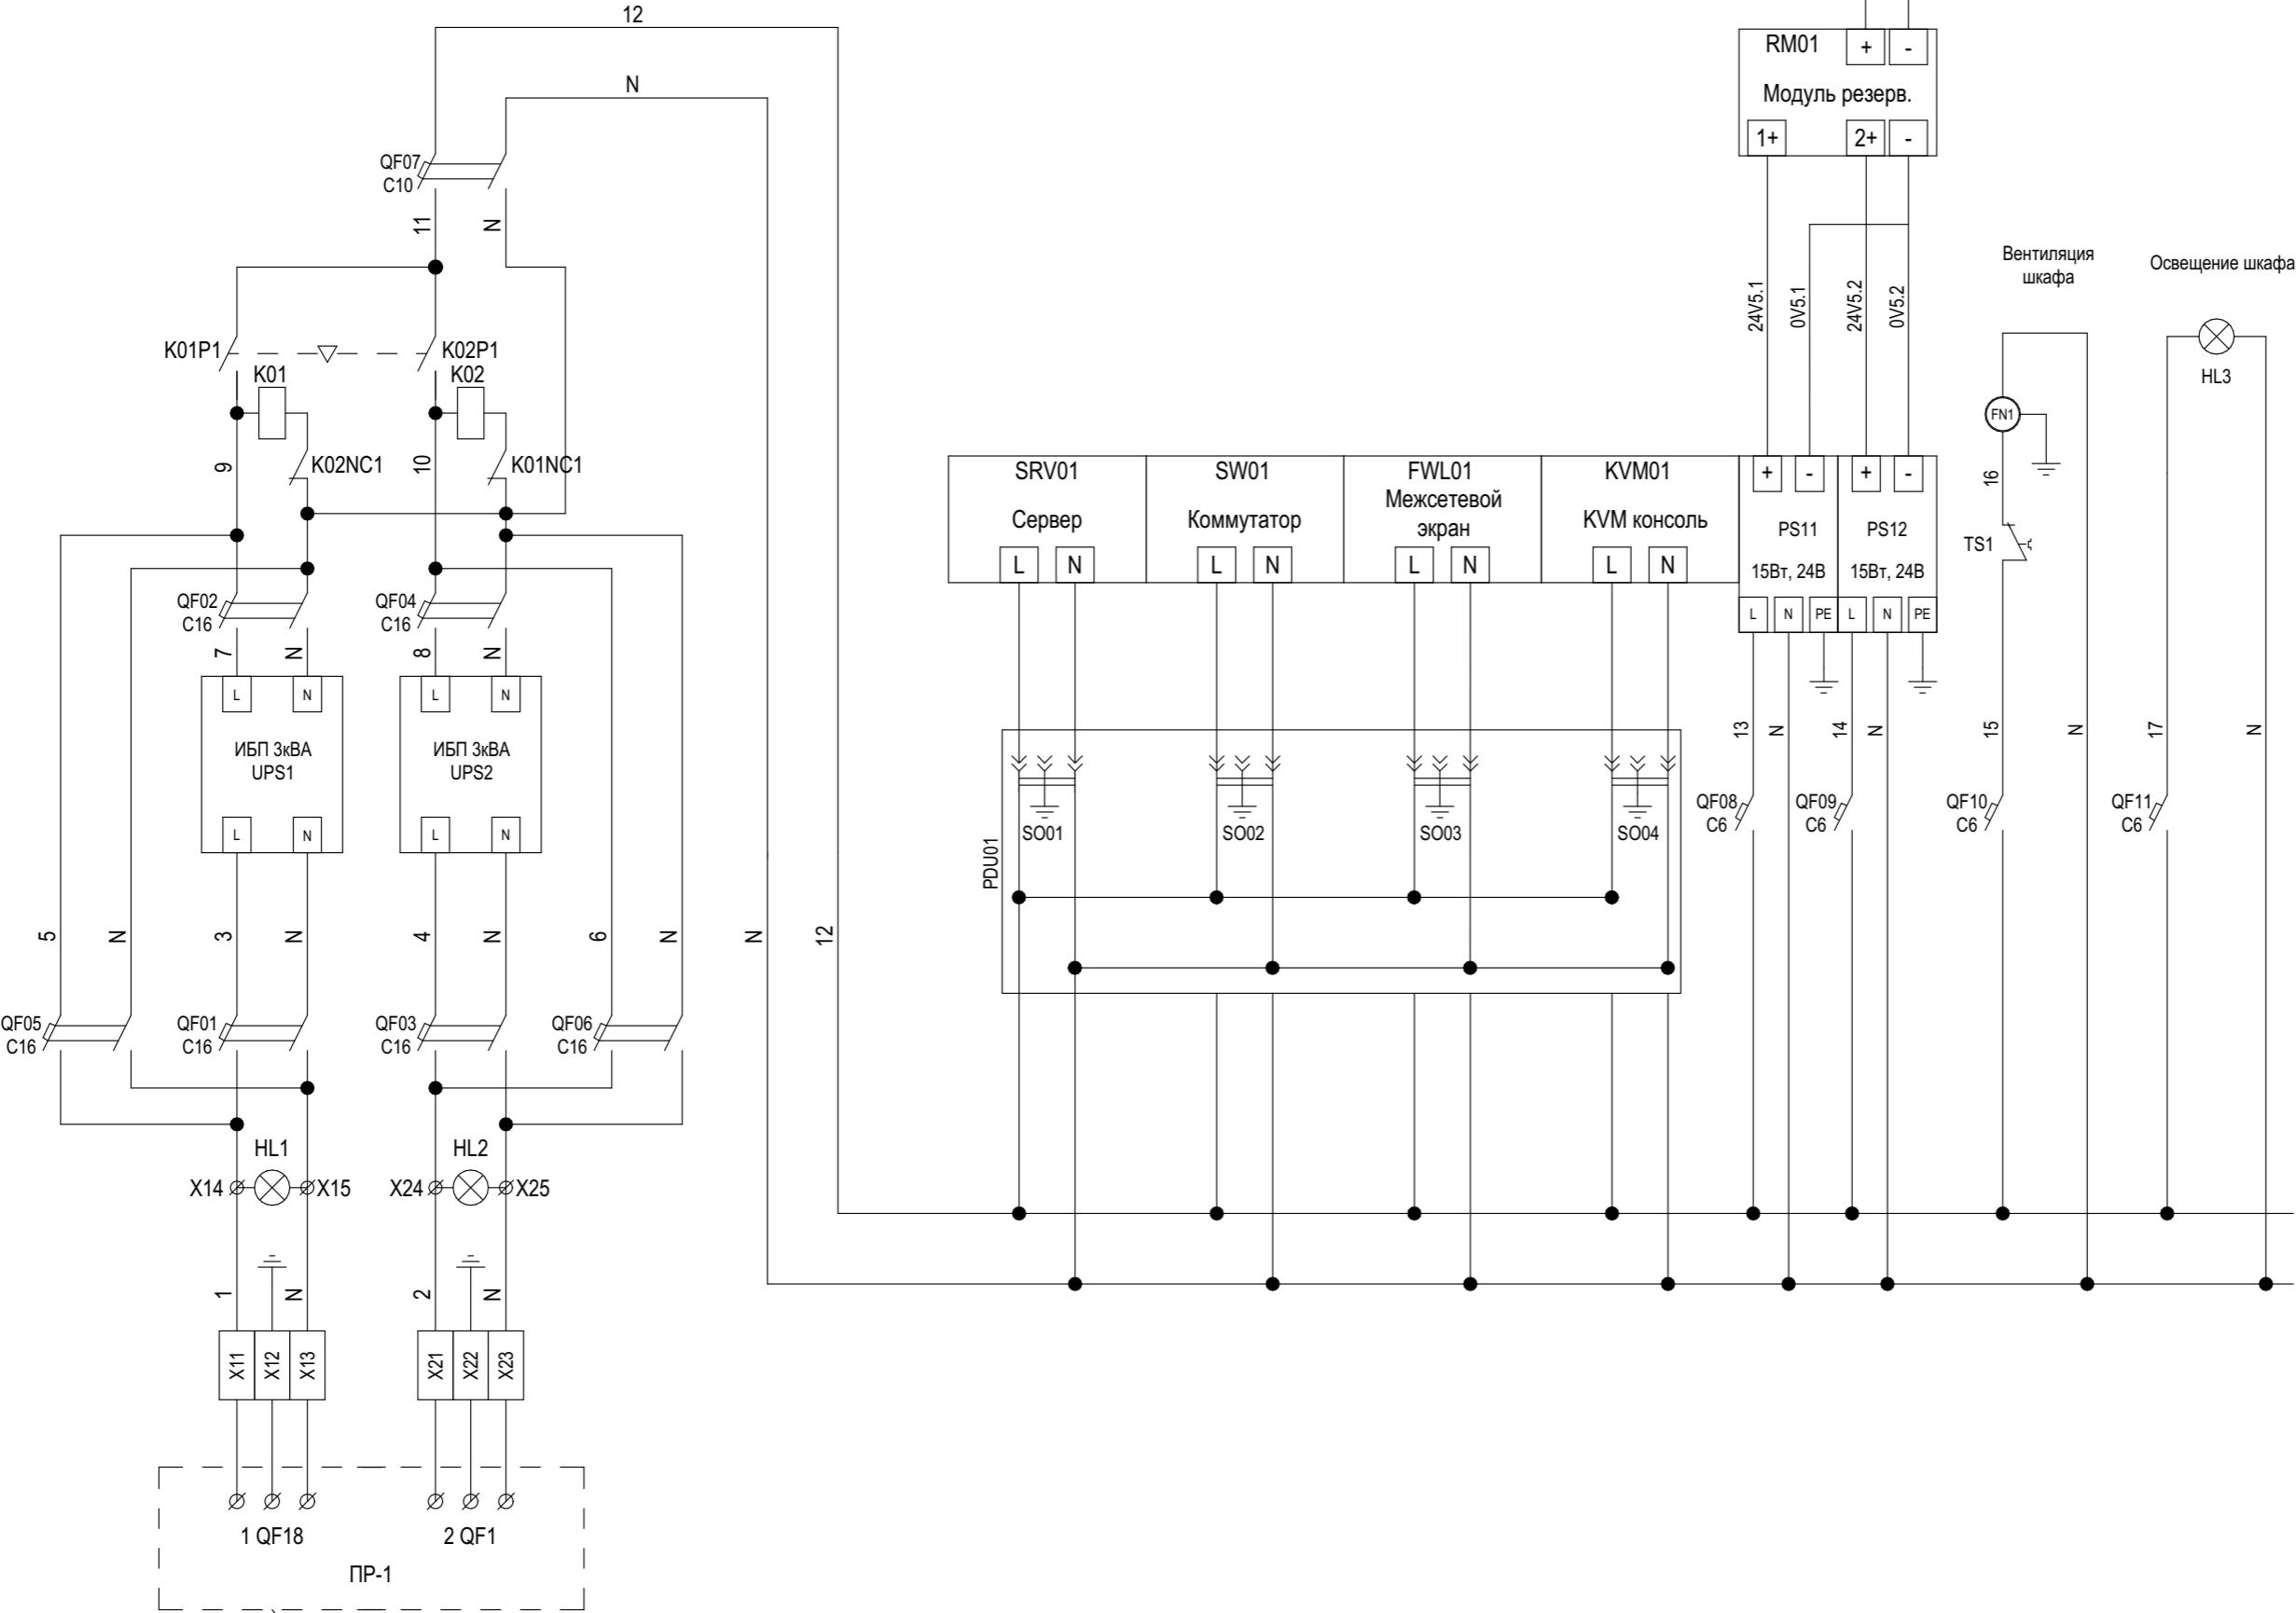 12
N
QF07
C10
11
N
K01P1
K02P1
K01
K02
9
K02NC1
10
K01NC1
QF02
C16
QF04
C16
7
N
8
N
L
N
L
N
ИБП 3кВА
UPS1
ИБП 3кВА
UPS2
L
N
L
N
5
N
3
N
4
N
6
N
N
12
QF05
C16
QF01
C16
QF03
C16
QF06
C16
HL1
HL2
X14
X15
X24
X25
1
N
2
N
X11
X12
X13
X21
X22
X23
1 QF18
2 QF1
ПР-1
RM01
+
-
Модуль резерв.
1+
2+
-
24V5.1
0V5.1
24V5.2
0V5.2
Вентиляция
шкафа
Освещение шкафа
HL3
FN1
16
TS1
SRV01
Сервер
L
N
SW01
Коммутатор
L
N
FWL01
Межсетевой
экран
L
N
KVM01
KVM консоль
L
N
+
-
+
-
PS11
PS12
15Вт, 24В
15Вт, 24В
L
N
PE
L
N
PE
13
N
14
N
15
N
17
N
SO01
SO02
SO03
SO04
PDU01
QF08
C6
QF09
C6
QF10
C6
QF11
C6